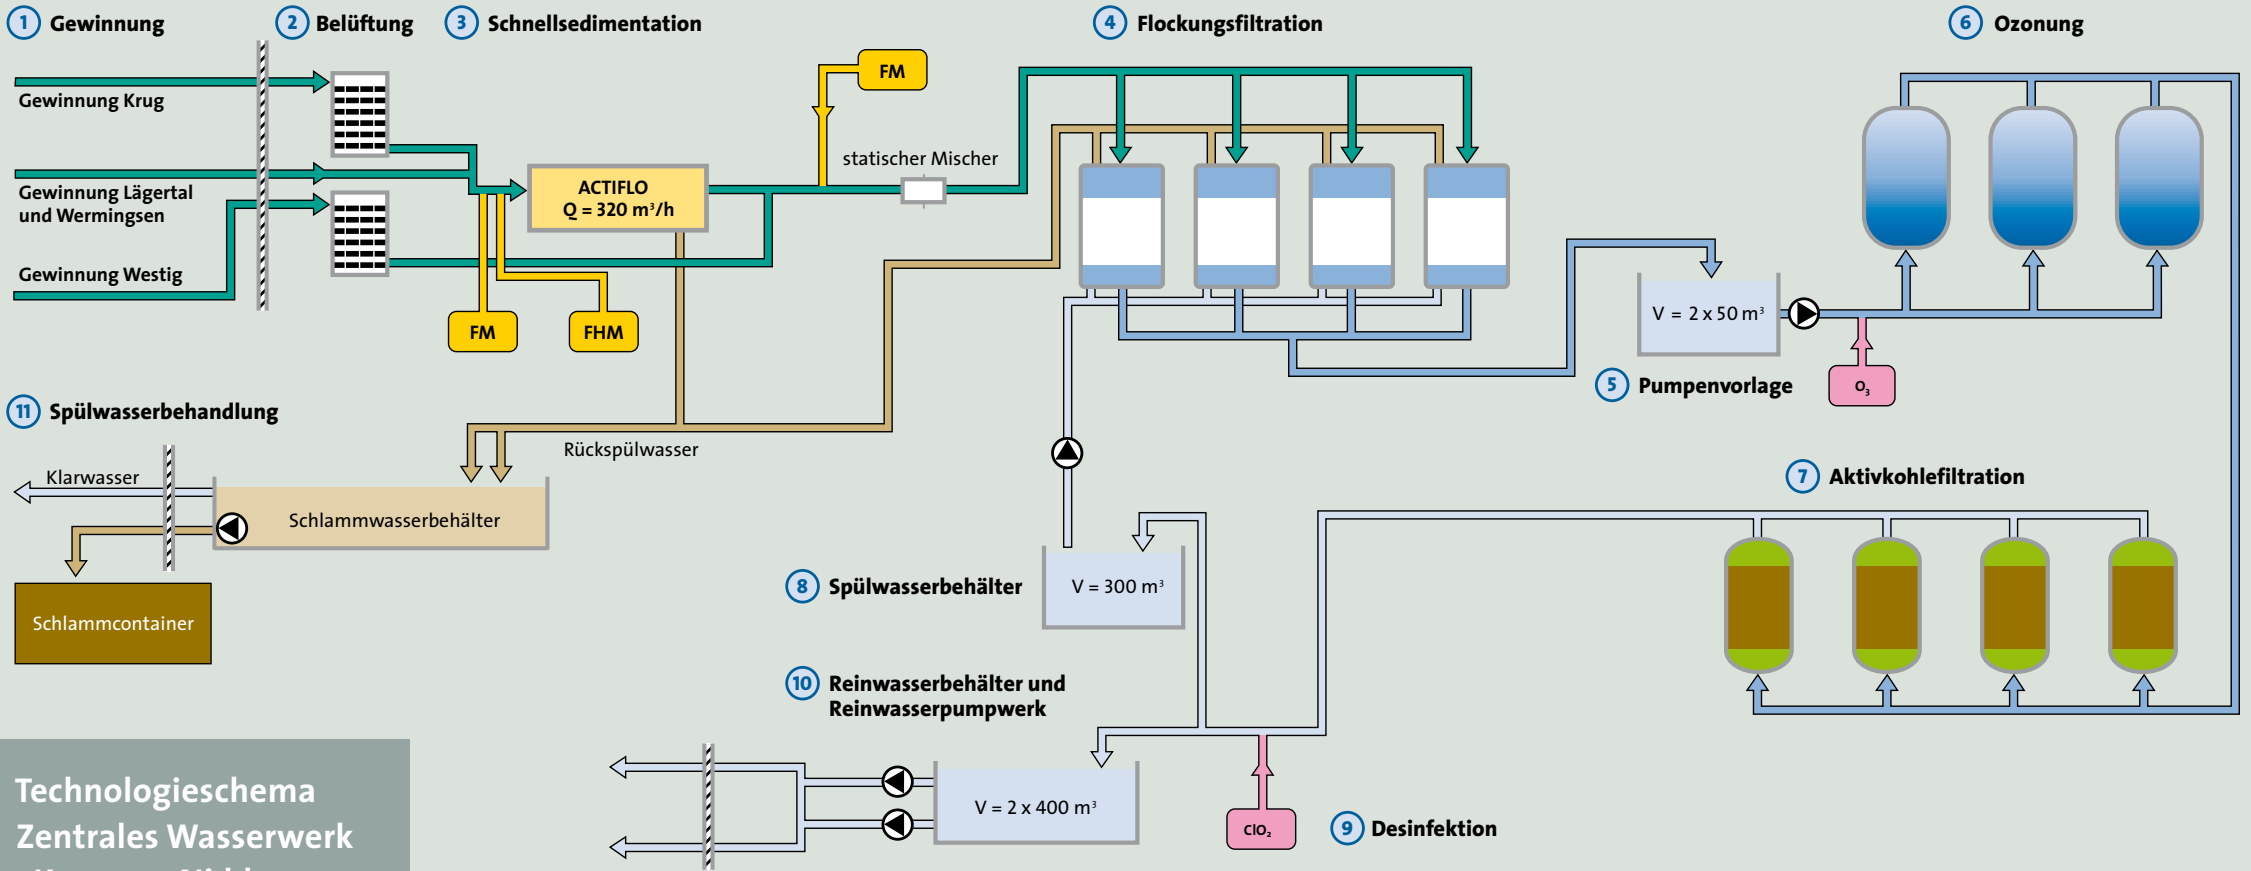 1 Gewinnung
2 Belüftung
3 Schnellsedimentation
4 Flockungsfiltration
6 Ozonung
Gewinnung Krug
Gewinnung Lägertal
und Wermingsen
Gewinnung Westig
FM
statischer Mischer
ACTIFLO
Q = 320 m³/h
FM
FHM
V = 2 x 50 m³
5 Pumpenvorlage
O₃
11 Spülwasserbehandlung
Rückspülwasser
Klarwasser
Schlammwasserbehälter
Schlammcontainer
7 Aktivkohlefiltration
8 Spülwasserbehälter
V = 300 m³
10 Reinwasserbehälter und
Reinwasserpumpwerk
V = 2 x 400 m³
ClO₂
9 Desinfektion
Technologieschema
Zentrales Wasserwerk